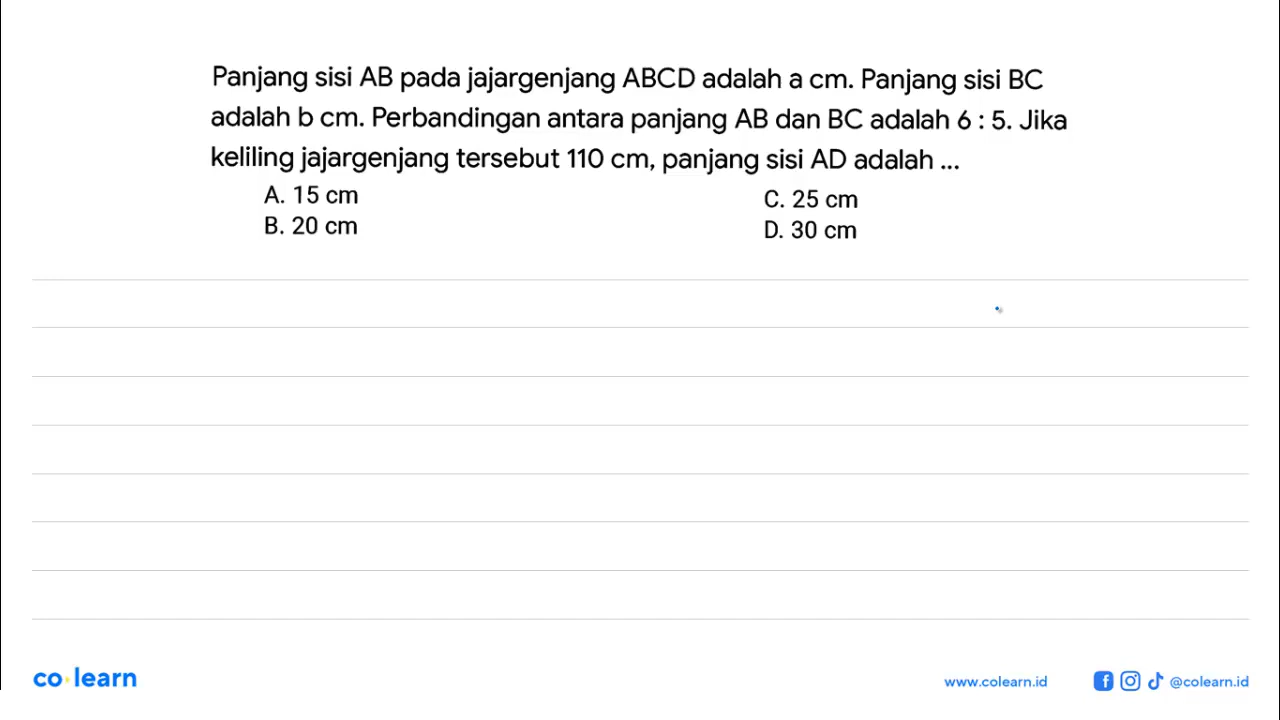 Panjang sisi AB pada jajargenjang ABCD adalah a cm. Panjang sisi BC
adalah b cm. Perbandingan antara panjang AB dan BC adalah 6 : 5. Jika
keliling jajargenjang tersebut 110 cm, panjang sisi AD adalah ...
A. 15 cm
B. 20 cm
C. 25 cm
D. 30 cm
co learn
www.colearn.id
@colearn.id